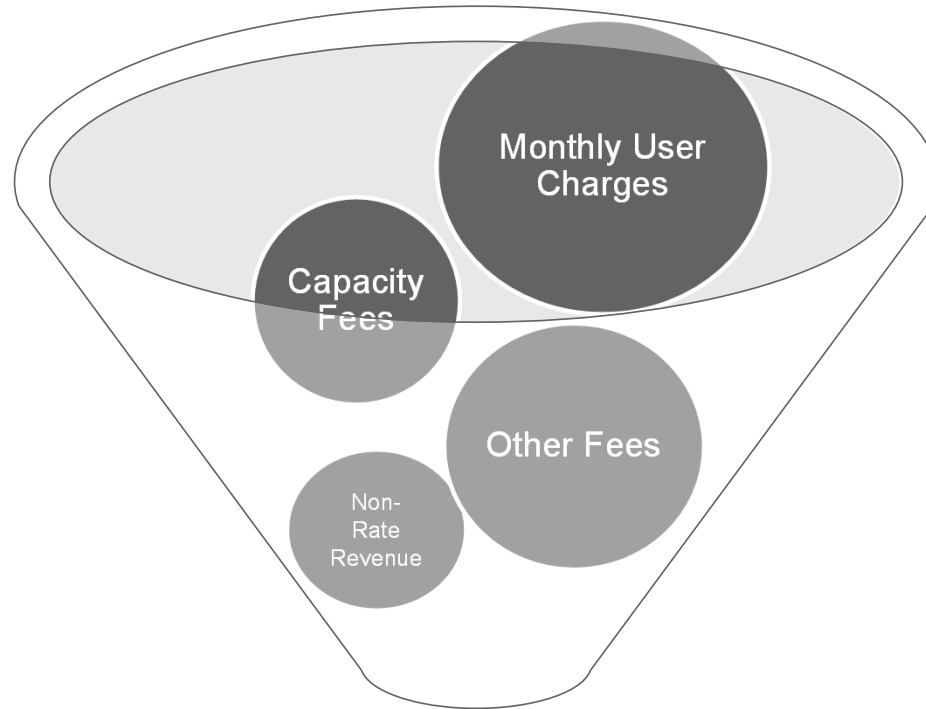 Monthly User
Charges
Capacity
Fees
Other Fees
Non-
Rate
Revenue